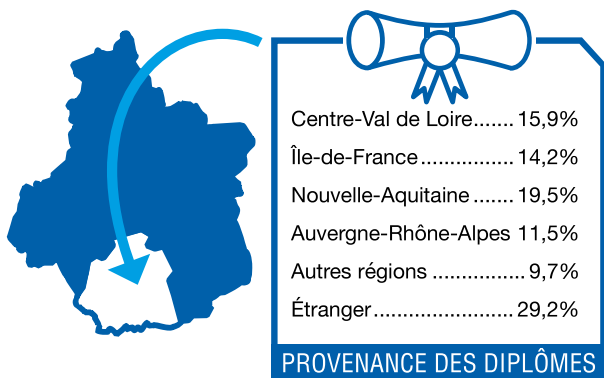 Centre-Val de Loire....... 15,9%
Île-de-France................ 14,2%
Nouvelle-Aquitaine ....... 19,5%
Auvergne-Rhône-Alpes 11,5%
Autres régions ................ 9,7%
Étranger........................ 29,2%
PROVENANCE DES DIPLÔMES